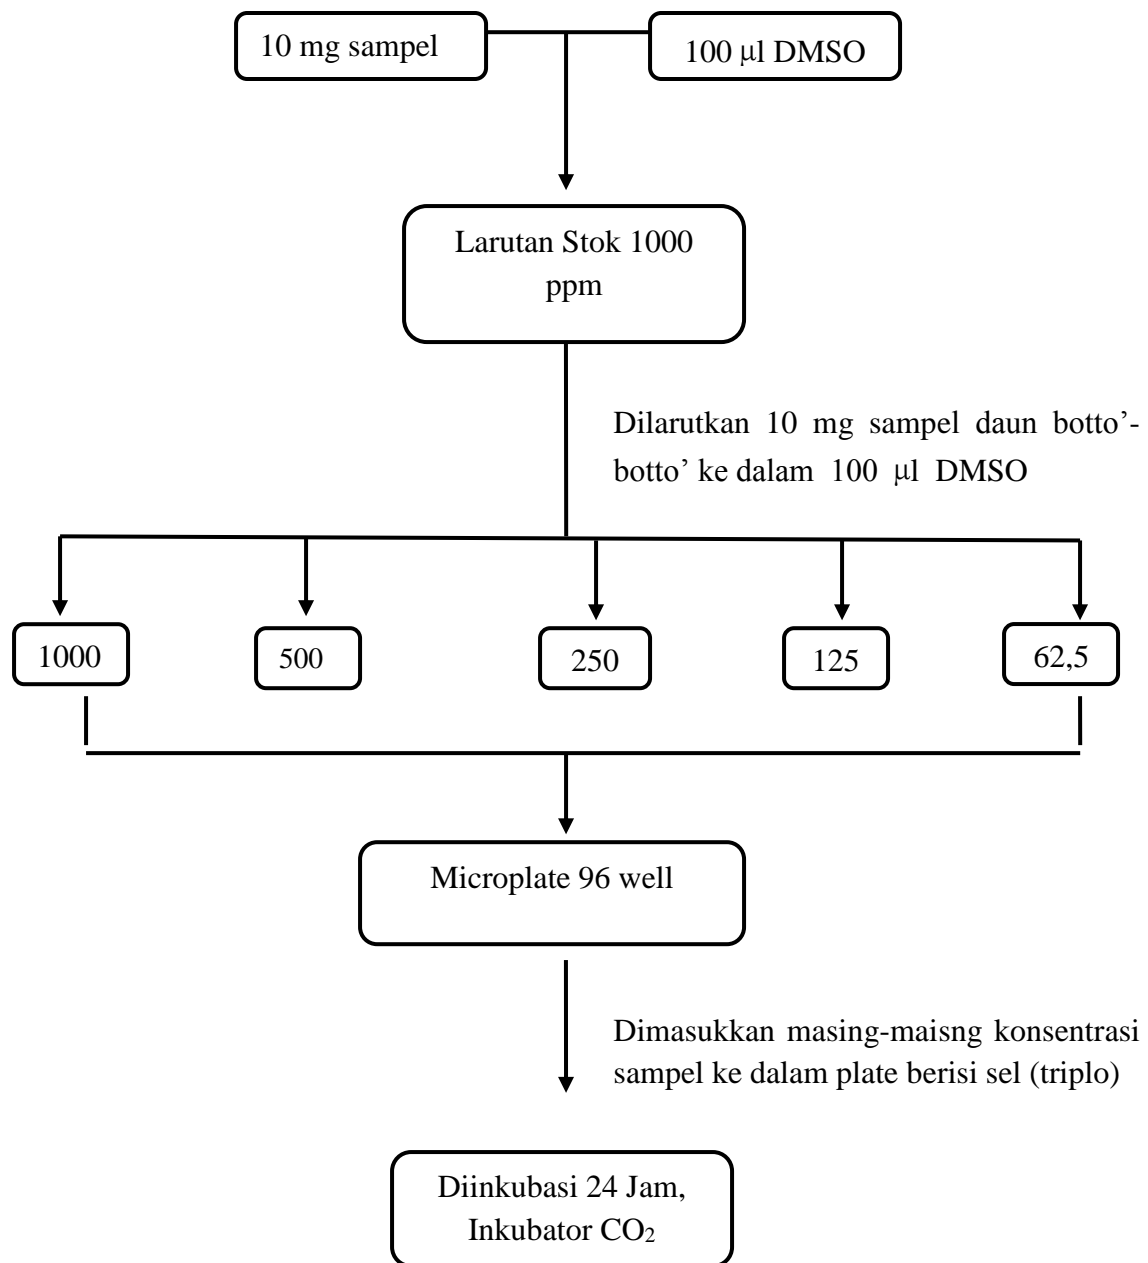 10 mg sampel
100 µl DMSO
Larutan Stok 1000
ppm
Dilarutkan 10 mg sampel daun botto’-
botto’ ke dalam 100 µl DMSO
1000
500
250
125
62,5
Microplate 96 well
Dimasukkan masing-maisng konsentrasi
sampel ke dalam plate berisi sel (triplo)
Diinkubasi 24 Jam,
Inkubator CO₂